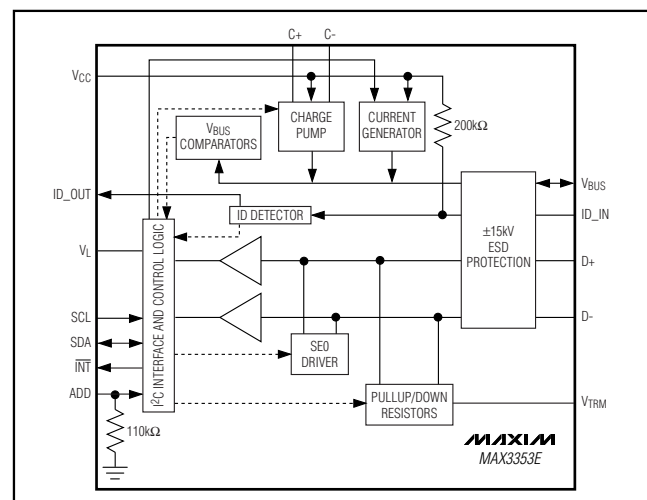 C+ C-
VCC
CHARGE
PUMP
CURRENT
GENERATOR
200kΩ
VBUS
COMPARATORS
VBUS
ID_OUT
ID DETECTOR
ID_IN
±15kV
ESD
PROTECTION
VL
I²C INTERFACE AND CONTROL LOGIC
D+
SCL
D-
SDA
SE0
DRIVER
INT
ADD
PULLUP/DOWN
RESISTORS
VTRM
110kΩ
MAXIM
MAX3353E